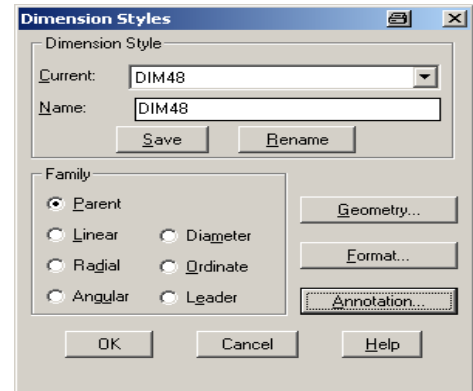 Dimension Styles
Dimension Style
Current: DIM48
Name: DIM48
Save Rename
Family
Parent
Linear Diameter
Radial Ordinate
Angular Leader
Geometry...
Format...
Annotation...
OK Cancel Help